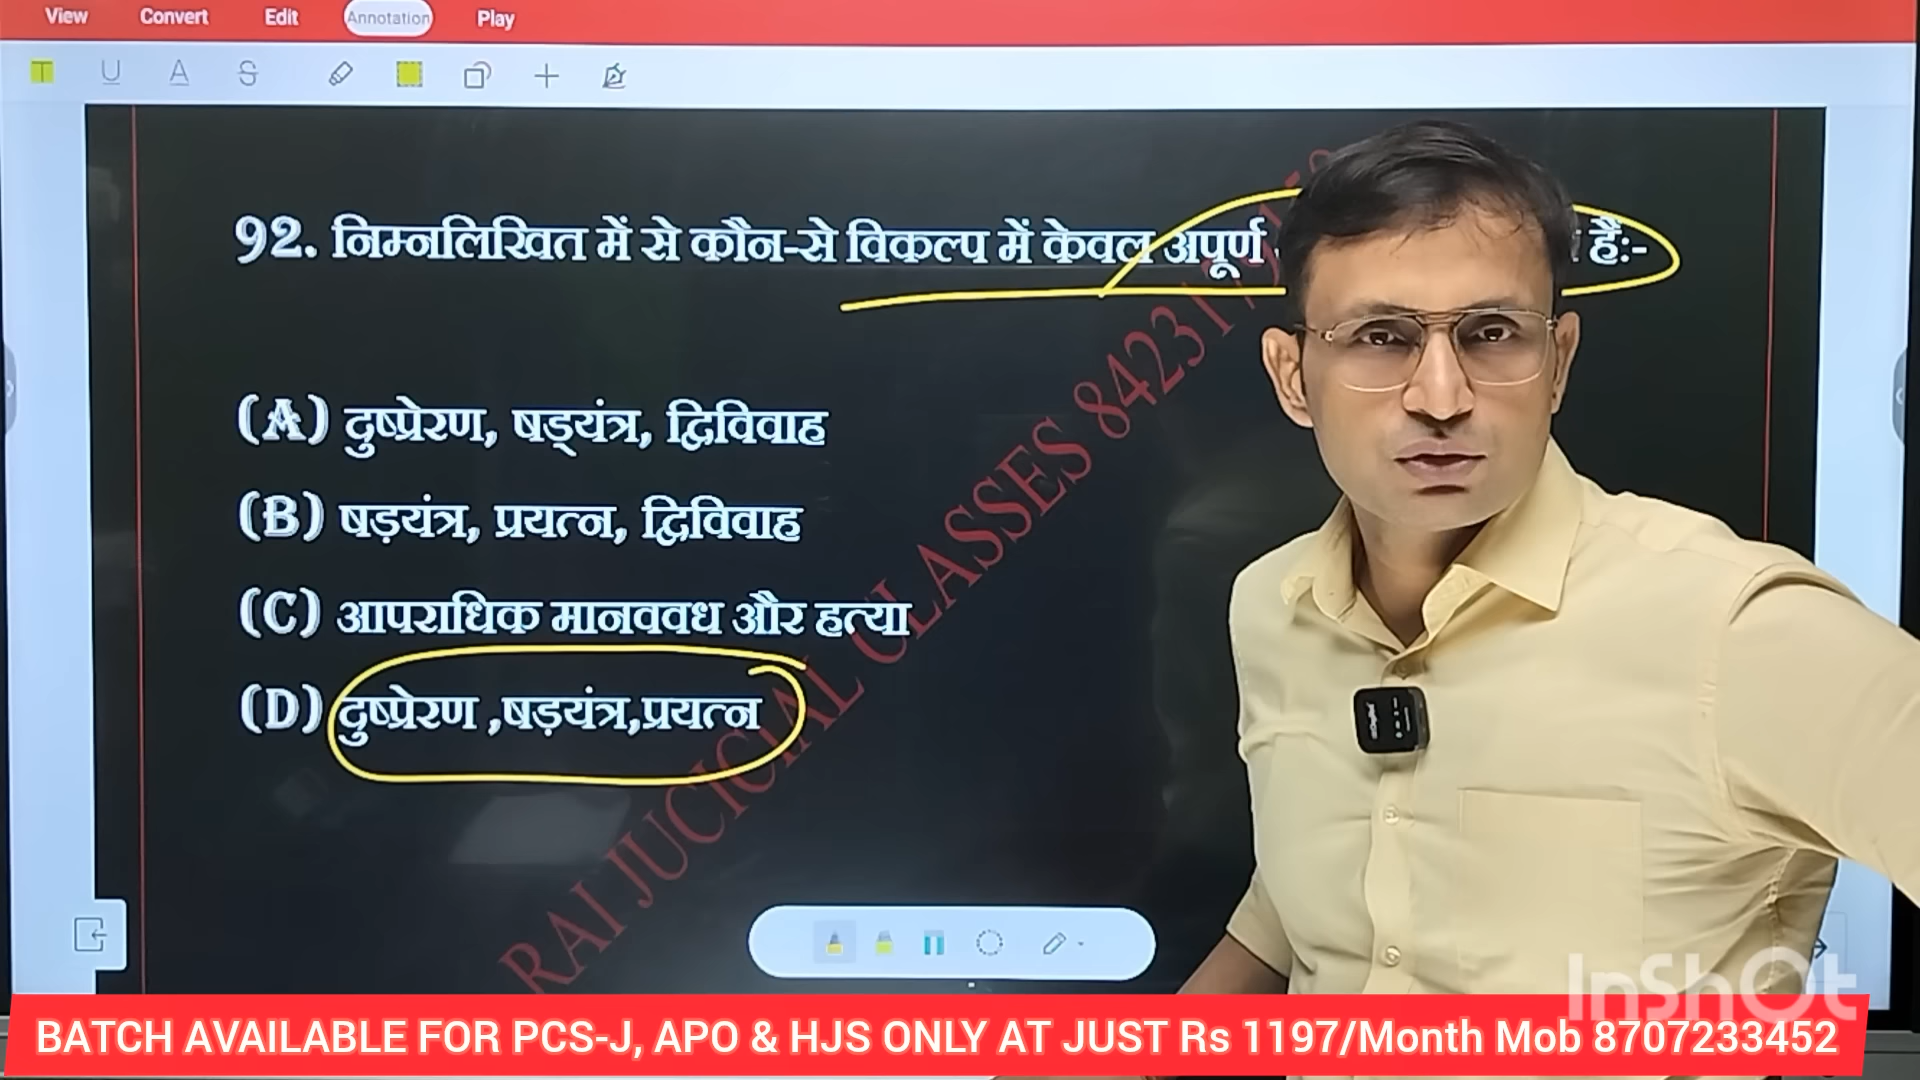 View Convert Edit Annotation Play
92. निम्नलिखित में से कौन-से विकल्प में केवल अपूर्ण हैं:-
(A) दुष्प्रेरण, षड्यंत्र, द्विविवाह
(B) षड़यंत्र, प्रयत्न, द्विविवाह
(C) आपराधिक मानववध और हत्या
(D) दुष्प्रेरण ,षड़यंत्र,प्रयत्न
RAI JUCICIAL CLASSES 84231
InShOt
BATCH AVAILABLE FOR PCS-J, APO & HJS ONLY AT JUST Rs 1197/Month Mob 8707233452